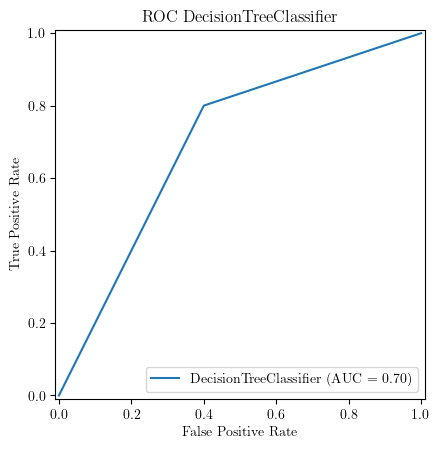 ROC DecisionTreeClassifier
True Positive Rate
1.0
0.8
0.6
0.4
0.2
0.0
DecisionTreeClassifier (AUC = 0.70)
0.0 0.2 0.4 0.6 0.8 1.0
False Positive Rate